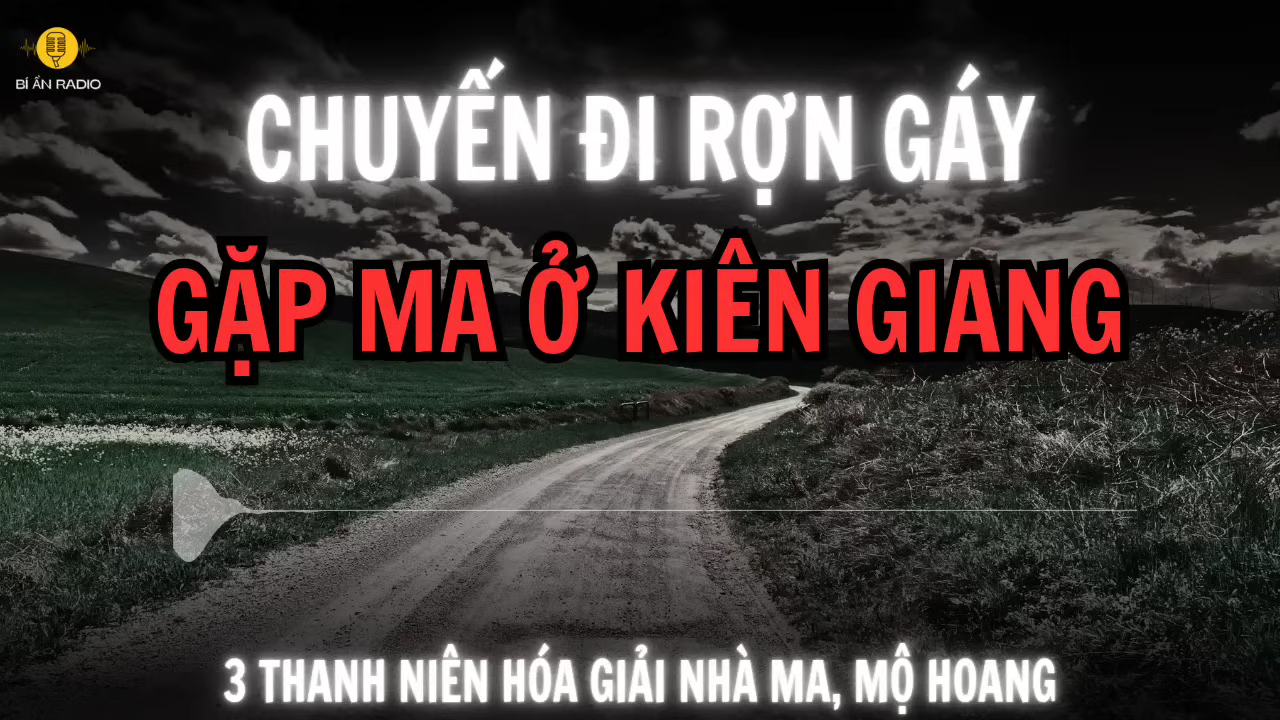 BÍ ẨN RADIO
CHUYẾN ĐI RỢN GÁY
GẶP MA Ở KIÊN GIANG
3 THANH NIÊN HÓA GIẢI NHÀ MA, MỘ HOANG